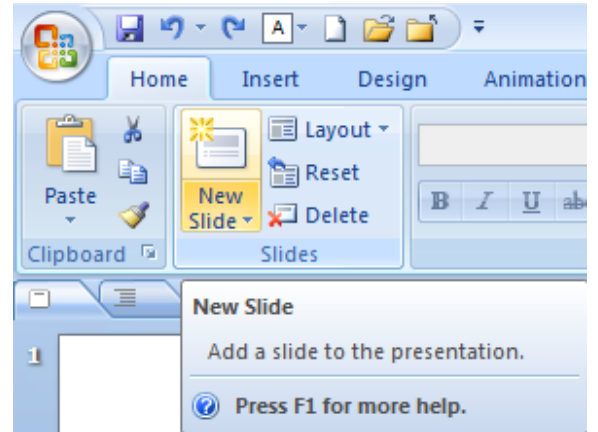 A
Home Insert Design Animation
Layout
Reset
Paste
New
Slide
Delete
B I U abc
Clipboard
Slides
New Slide
1
Add a slide to the presentation.
Press F1 for more help.